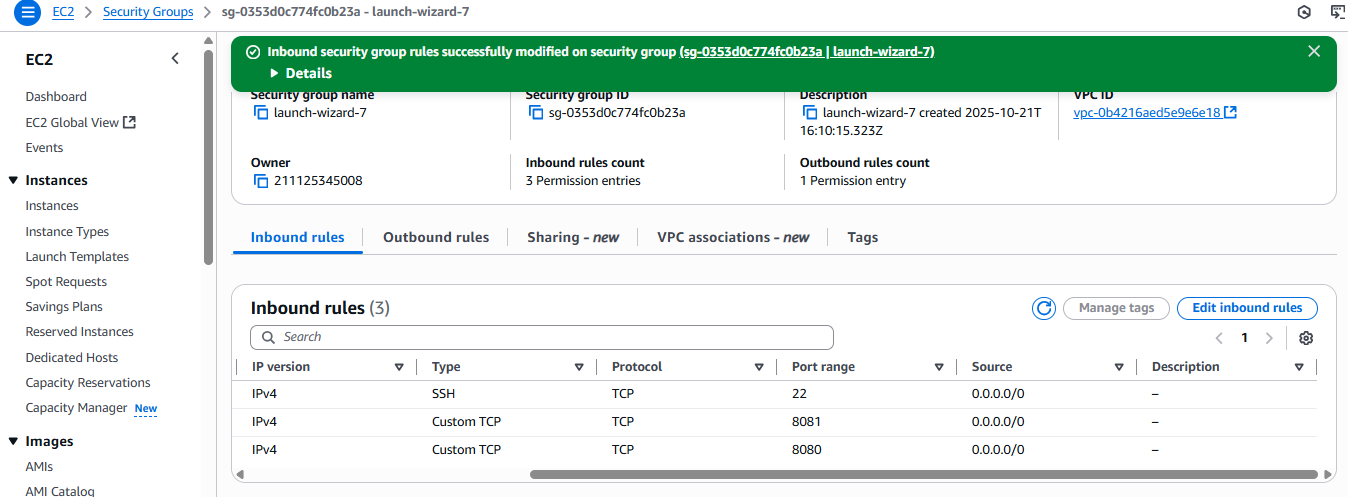 EC2 > Security Groups > sg-0353d0c774fc0b23a - launch-wizard-7
EC2
Dashboard
EC2 Global View
Events
Instances
Instances
Instance Types
Launch Templates
Spot Requests
Savings Plans
Reserved Instances
Dedicated Hosts
Capacity Reservations
Capacity Manager New
Images
AMIs
AMI Catalog
Inbound security group rules successfully modified on security group (sg-0353d0c774fc0b23a | launch-wizard-7)
Details
Security group name
launch-wizard-7
Security group ID
sg-0353d0c774fc0b23a
Description
launch-wizard-7 created 2025-10-21T
16:10:15.323Z
VPC ID
vpc-0b4216aed5e9e6e18
Owner
211125345008
Inbound rules count
3 Permission entries
Outbound rules count
1 Permission entry
Inbound rules Outbound rules Sharing - new VPC associations - new Tags
Inbound rules (3)
Manage tags
Edit inbound rules
Search
1
IP version Type Protocol Port range Source Description
IPv4 SSH TCP 22 0.0.0.0/0 –
IPv4 Custom TCP TCP 8081 0.0.0.0/0 –
IPv4 Custom TCP TCP 8080 0.0.0.0/0 –